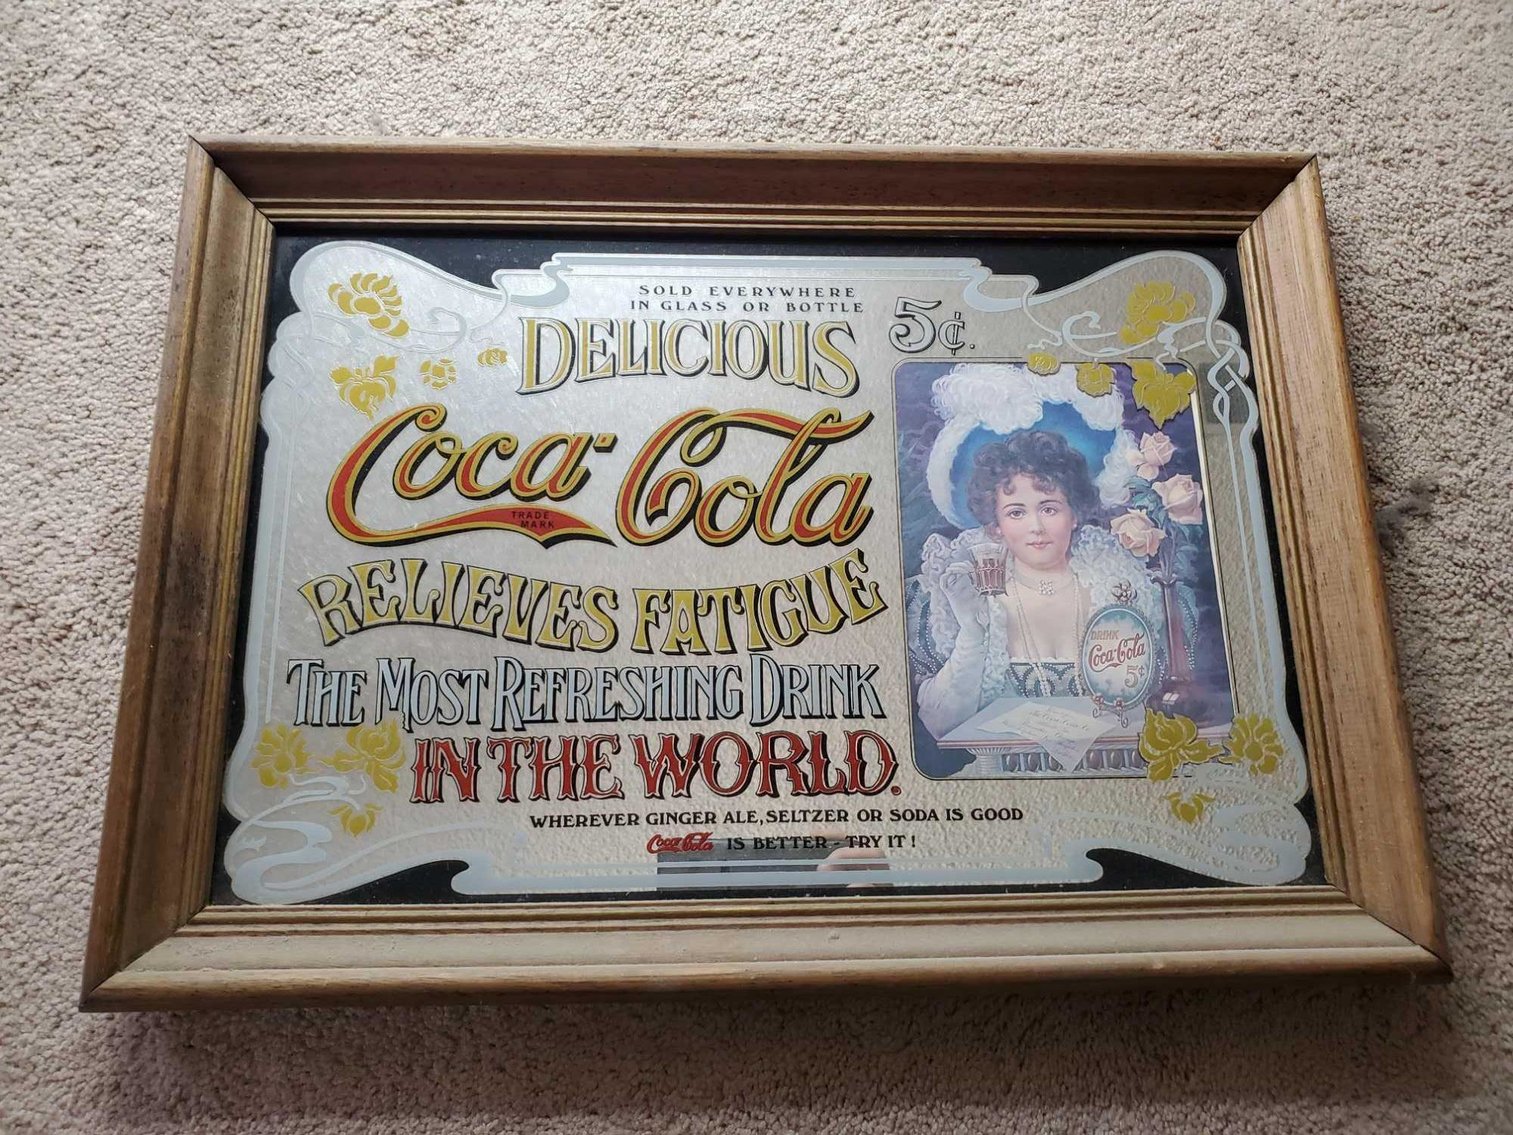 SOLD EVERYWHERE
IN GLASS OR BOTTLE
5¢.
DELICIOUS
Coca-Cola
TRADE
MARK
RELIEVES FATIGUE
THE MOST REFRESHING DRINK
IN THE WORLD.
WHEREVER GINGER ALE, SELTZER OR SODA IS GOOD
Coca-Cola IS BETTER - TRY IT !
DRINK
Coca-Cola
5¢